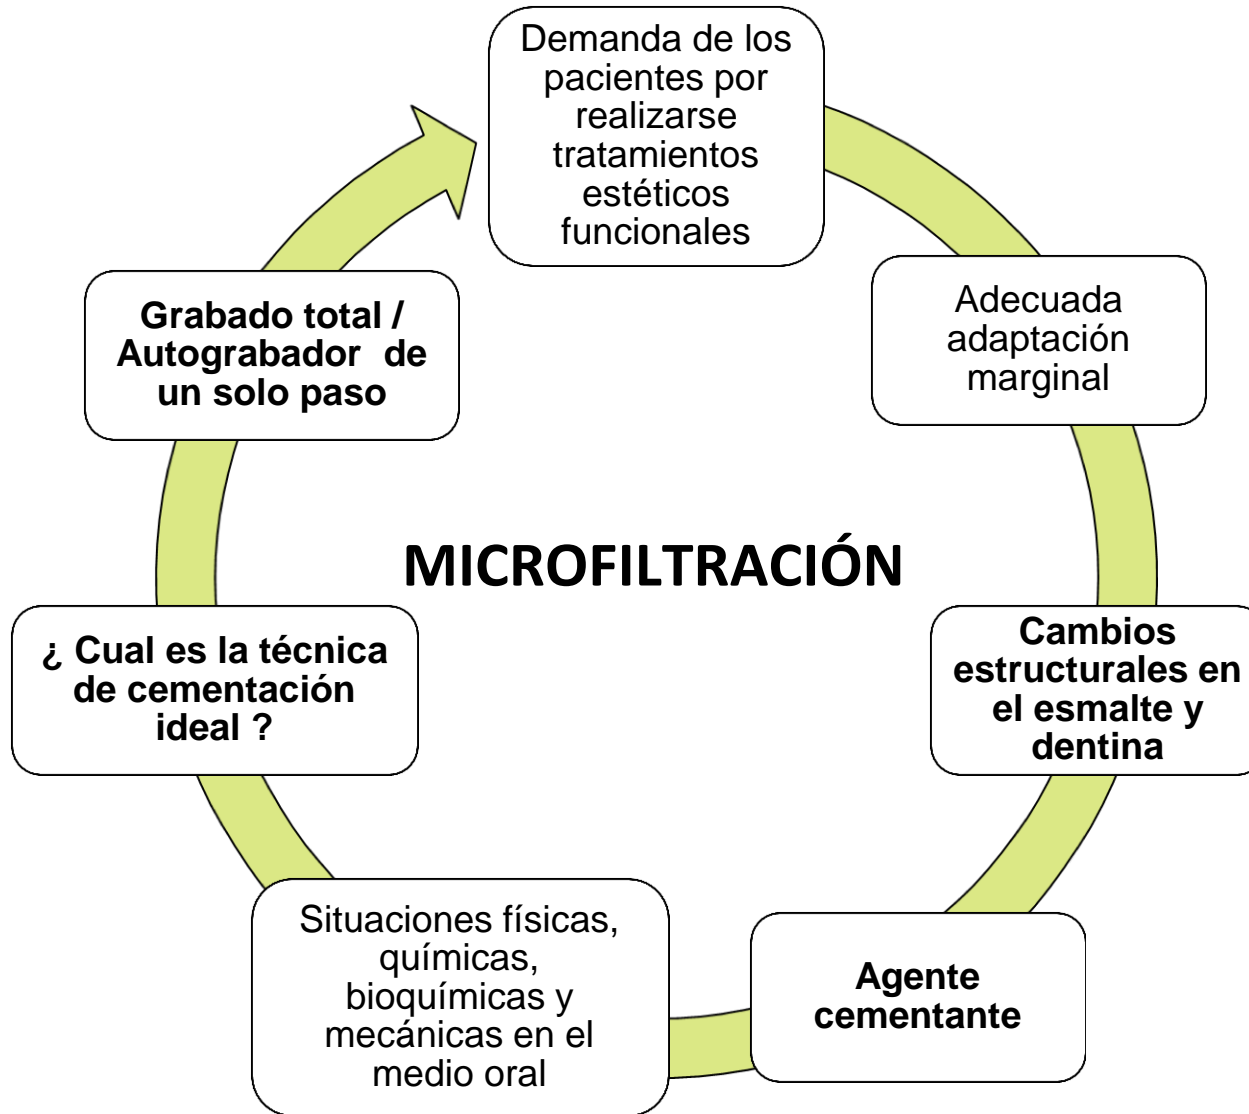 Demanda de los
pacientes por
realizarse
tratamientos
estéticos
funcionales
Adecuada
adaptación
marginal
Cambios
estructurales en
el esmalte y
dentina
Agente
cementante
Situaciones físicas,
químicas,
bioquímicas y
mecánicas en el
medio oral
¿ Cual es la técnica
de cementación
ideal ?
Grabado total /
Autograbador de
un solo paso
MICROFILTRACIÓN